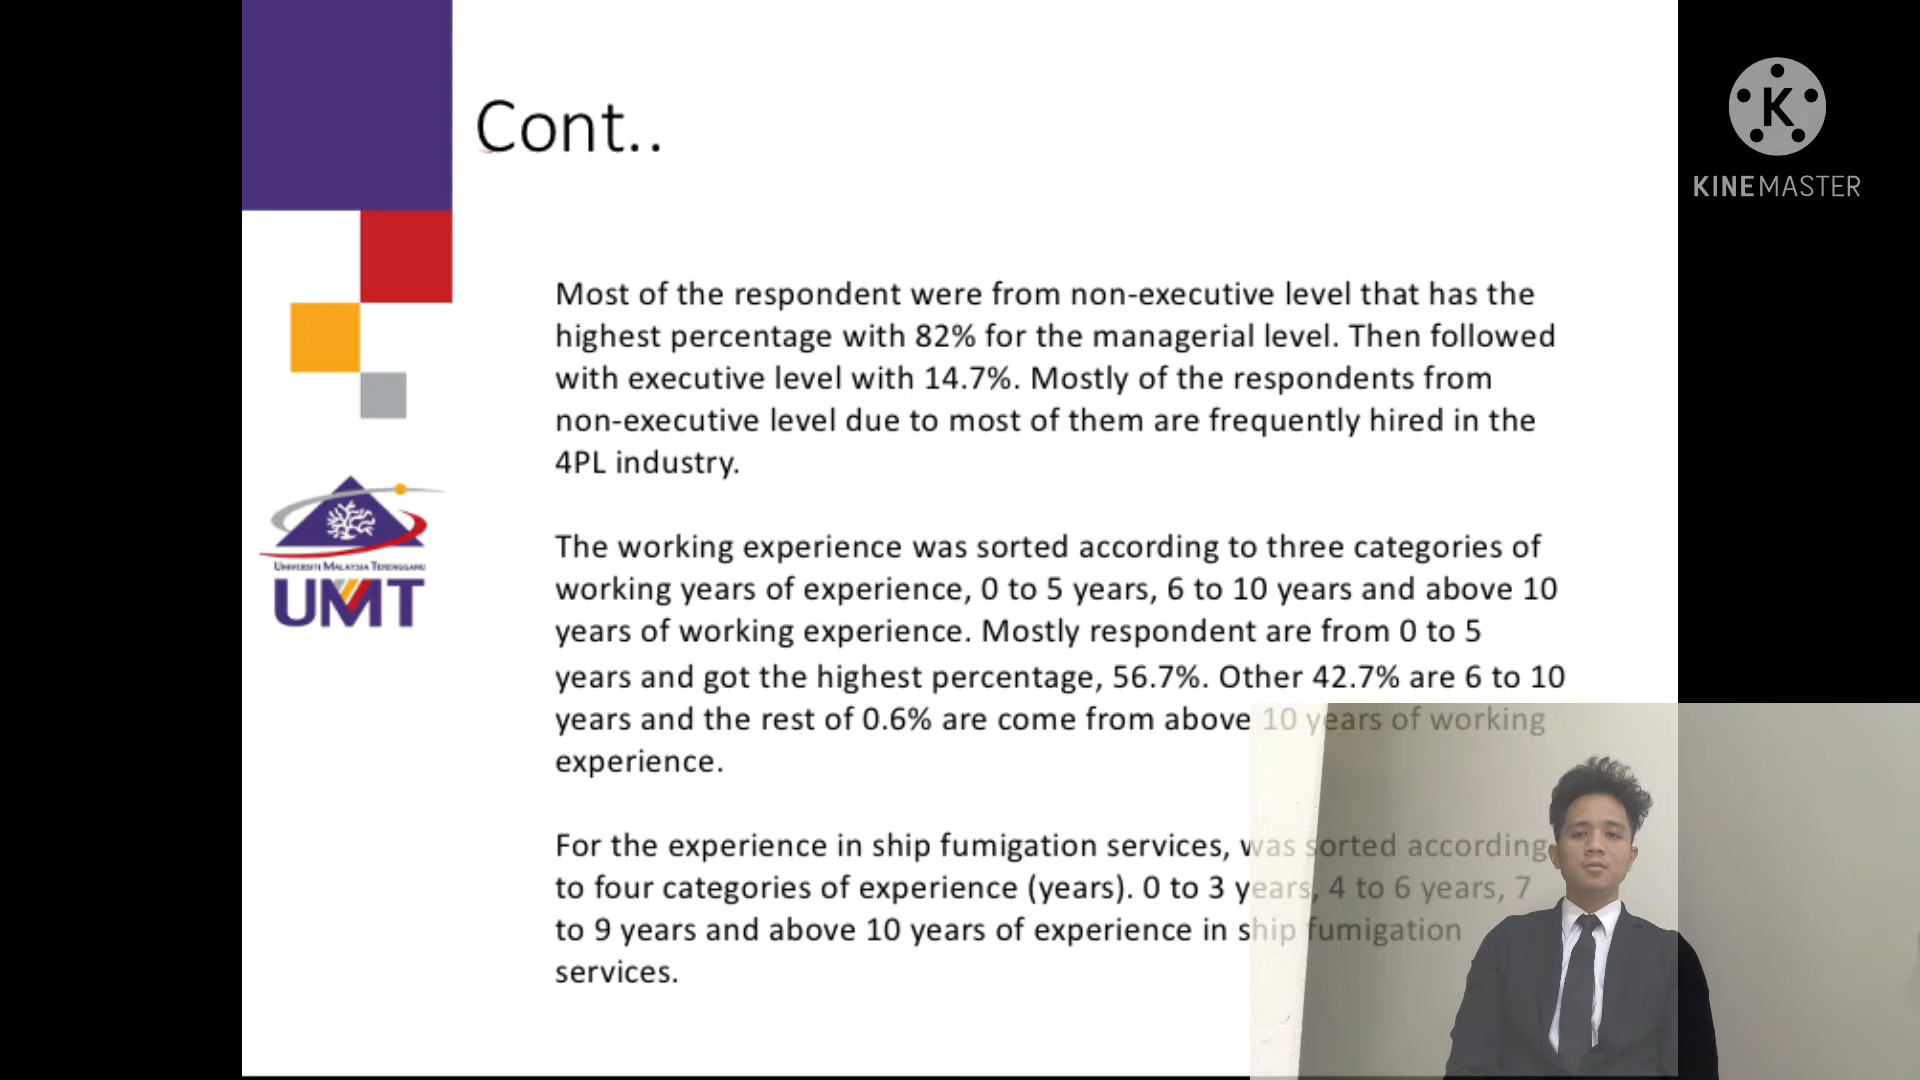 Cont..
K
KINEMASTER
Most of the respondent were from non-executive level that has the
highest percentage with 82% for the managerial level. Then followed
with executive level with 14.7%. Mostly of the respondents from
non-executive level due to most of them are frequently hired in the
4PL industry.
UNIVERSITI MALAYSIA TERENGGANU
UMT
The working experience was sorted according to three categories of
working years of experience, 0 to 5 years, 6 to 10 years and above 10
years of working experience. Mostly respondent are from 0 to 5
years and got the highest percentage, 56.7%. Other 42.7% are 6 to 10
years and the rest of 0.6% are come from above 10 years of working
experience.
For the experience in ship fumigation services, was sorted according
to four categories of experience (years). 0 to 3 years, 4 to 6 years, 7
to 9 years and above 10 years of experience in ship fumigation
services.